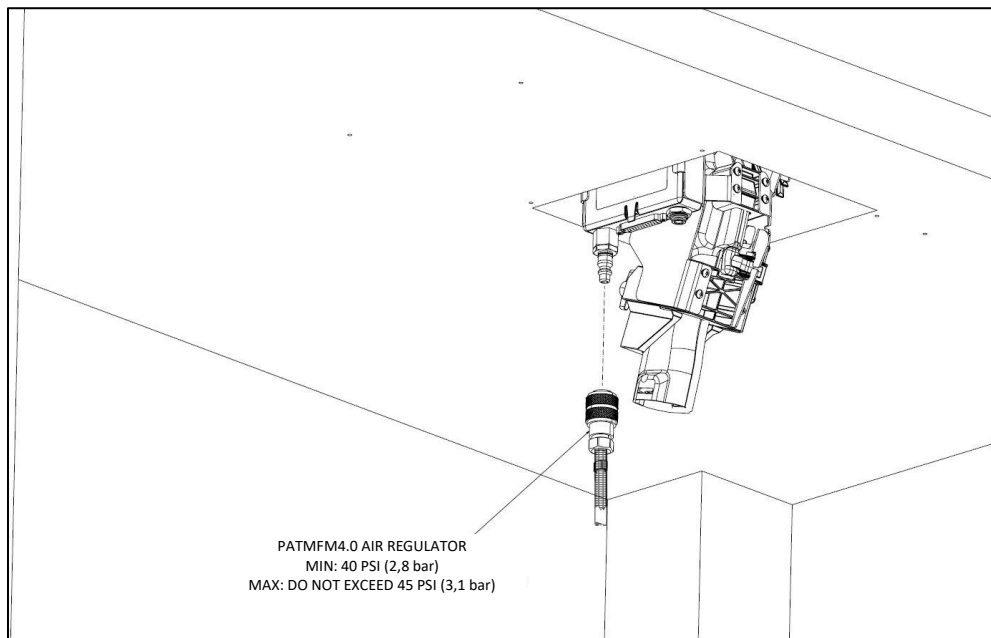 PATMFM4.0 AIR REGULATOR
MIN: 40 PSI (2,8 bar)
MAX: DO NOT EXCEED 45 PSI (3,1 bar)